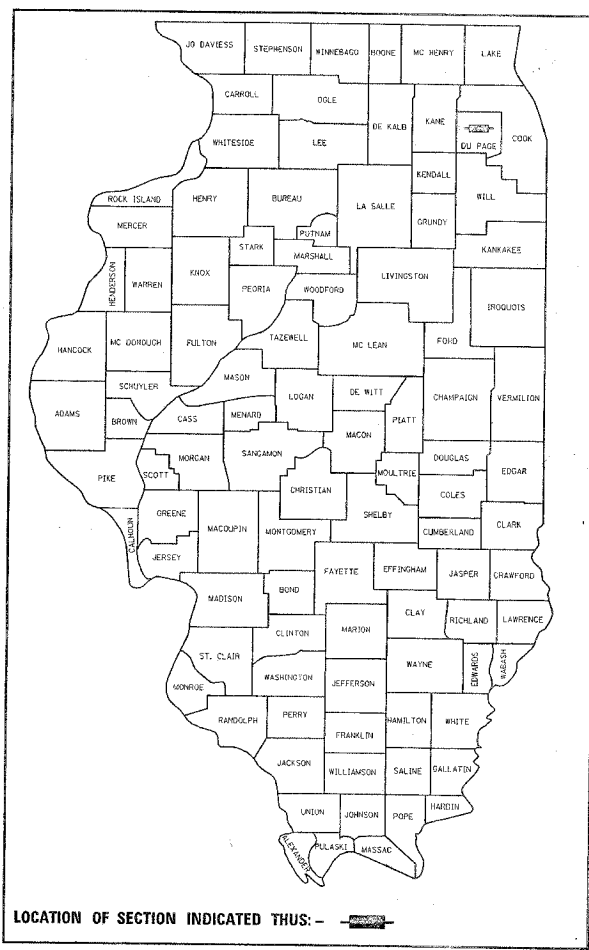 JO DAVIESS STEPHENSON WINNEBAGO BOONE MC HENRY LAKE
CARROLL OGLE DE KALB KANE COOK
DU PAGE
WHITESIDE LEE
KENDALL
ROCK ISLAND HENRY BUREAU LA SALLE WILL
MERCER PUTNAM GRUNDY
STARK MARSHALL KANKAKEE
HENDERSON WARREN KNOX PEORIA WOODFORD LIVINGSTON IROQUOIS
HANCOCK MC DONOUGH FULTON TAZEWELL MC LEAN FORD
MASON
SCHUYLER DE WITT CHAMPAIGN VERMILION
ADAMS BROWN CASS MENARD LOGAN PIATT
MACON
PIKE SCOTT MORGAN SANGAMON MOULTRIE DOUGLAS EDGAR
CHRISTIAN COLES
GREENE MACOUPIN SHELBY CLARK
CALHOUN MONTGOMERY CUMBERLAND
JERSEY FAYETTE EFFINGHAM JASPER CRAWFORD
MADISON BOND CLAY RICHLAND LAWRENCE
CLINTON MARION
ST. CLAIR WAYNE EDWARDS WABASH
MONROE WASHINGTON JEFFERSON
RANDOLPH PERRY HAMILTON WHITE
FRANKLIN
JACKSON WILLIAMSON SALINE GALLATIN
UNION JOHNSON POPE HARDIN
ALEXANDER PULASKI MASSAC
LOCATION OF SECTION INDICATED THUS: -